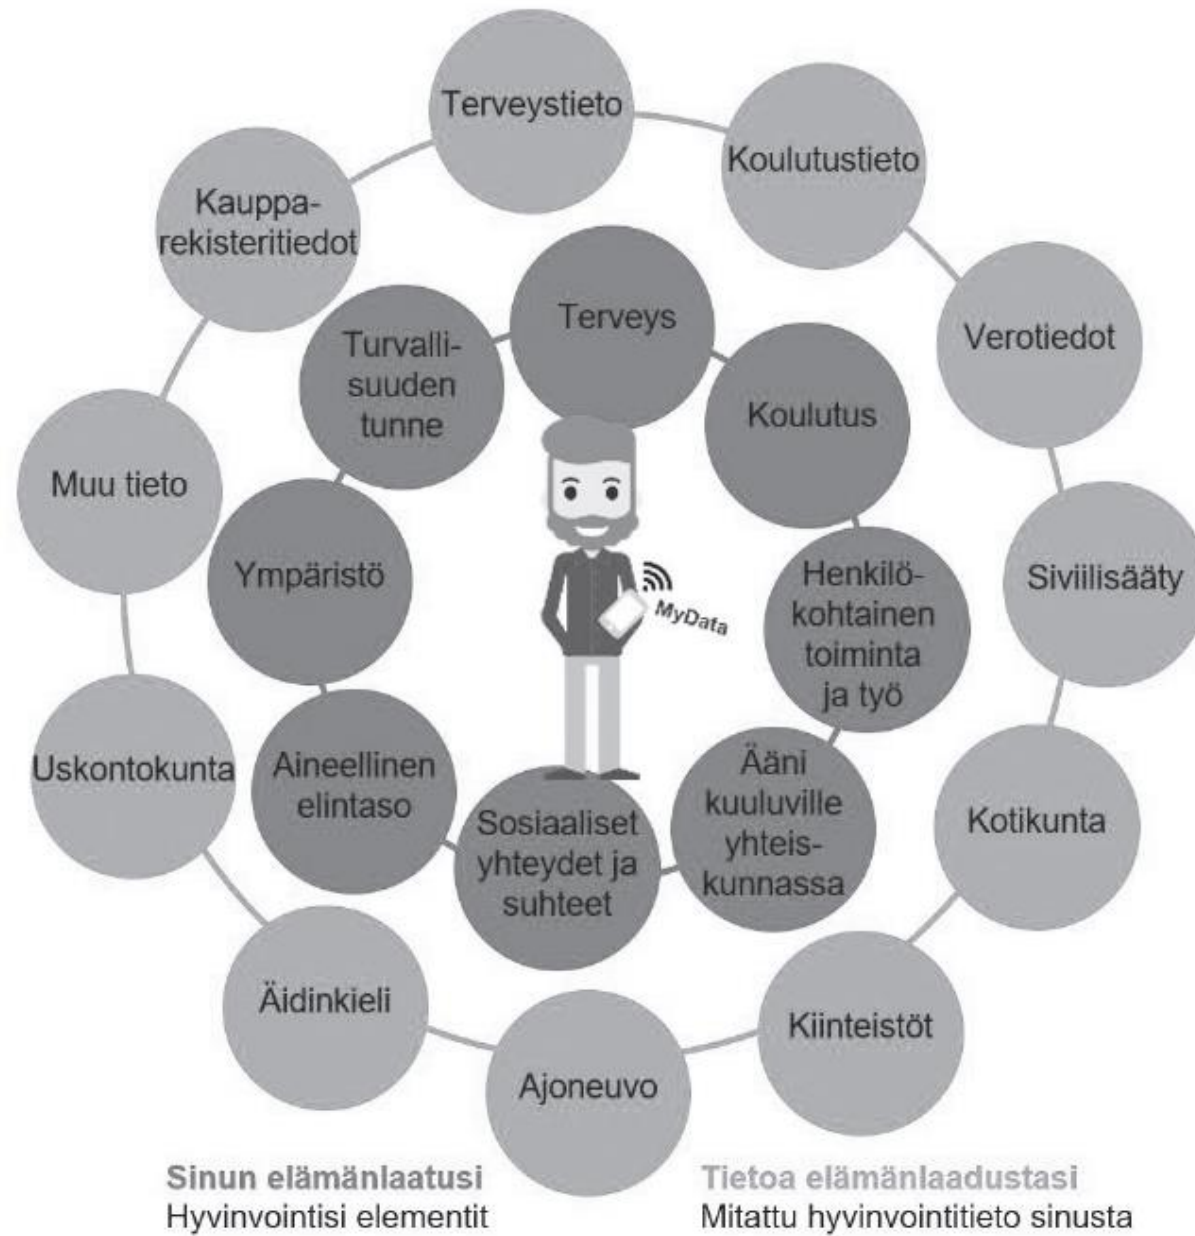 Terveystieto
Koulutustieto
Kauppa-
rekisteritiedot
Verotiedot
Muu tieto
Siviilisääty
Uskontokunta
Kotikunta
Äidinkieli
Kiinteistöt
Ajoneuvo
Terveys
Turvalli-
suuden
tunne
Koulutus
Ympäristö
Henkilö-
kohtainen
toiminta
ja työ
MyData
Aineellinen
elintaso
Sosiaaliset
yhteydet ja
suhteet
Ääni
kuuluville
yhteis-
kunnassa
Sinun elämänlaatusi
Hyvinvointisi elementit
Tietoa elämänlaadustasi
Mitattu hyvinvointitieto sinusta